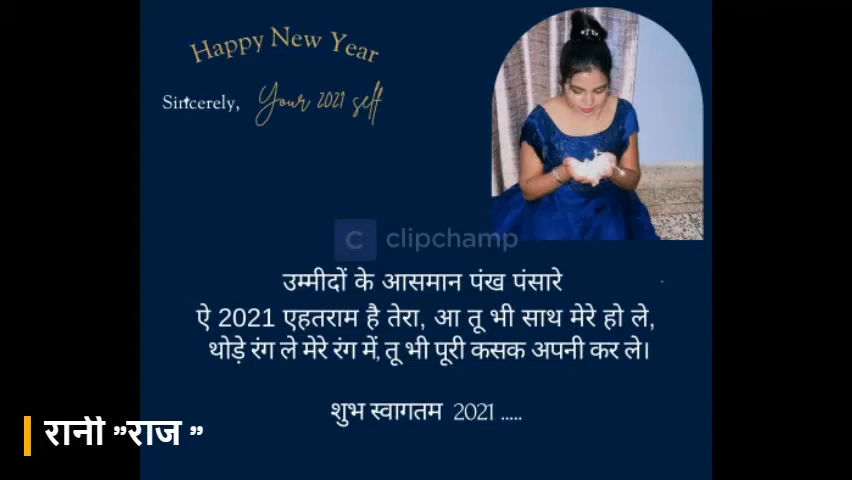 Happy New Year
Sincerely, Your 2021 self
C clipchamp
उम्मीदों के आसमान पंख पंसारे
ऐ 2021 एहतराम है तेरा, आ तू भी साथ मेरे हो ले,
थोड़े रंग ले मेरे रंग में, तू भी पूरी कसक अपनी कर ले।
शुभ स्वागतम 2021 .....
रानी ”राज ”